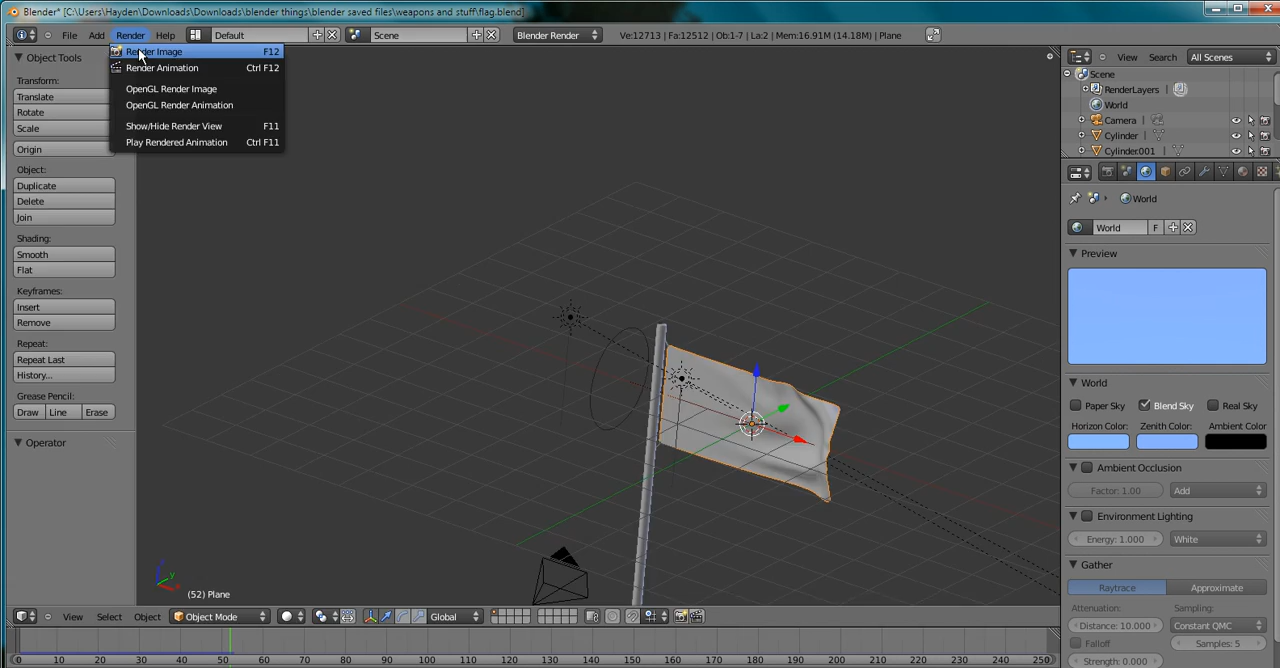 Blender* [C:\Users\Hayden\Downloads\Downloads\blender things\blender saved files\weapons and stuff\flag.blend]
File Add Render Help Default Scene Blender Render Ve:12713 | Fa:12512 | Ob:1-7 | La:2 | Mem:16.91M (14.18M) | Plane
Render Image F12
Render Animation Ctrl F12
OpenGL Render Image
OpenGL Render Animation
Show/Hide Render View F11
Play Rendered Animation Ctrl F11
Object Tools
Transform:
Translate
Rotate
Scale
Origin
Object:
Duplicate
Delete
Join
Shading:
Smooth
Flat
Keyframes:
Insert
Remove
Repeat:
Repeat Last
History...
Grease Pencil:
Draw Line Erase
Operator
(52) Plane
View Select Object Object Mode Global
0 10 20 30 40 50 60 70 80 90 100 110 120 130 140 150 160 170 180 190 200 210 220 230 240 250
View Search All Scenes
Scene
RenderLayers
World
Camera
Cylinder
Cylinder.001
World
World F
Preview
World
Paper Sky Blend Sky Real Sky
Horizon Color: Zenith Color: Ambient Color
Ambient Occlusion
Factor: 1.00 Add
Environment Lighting
Energy: 1.000 White
Gather
Raytrace Approximate
Attenuation: Sampling:
Distance: 10.000 Constant QMC
Falloff Samples: 5
Strength: 0.000